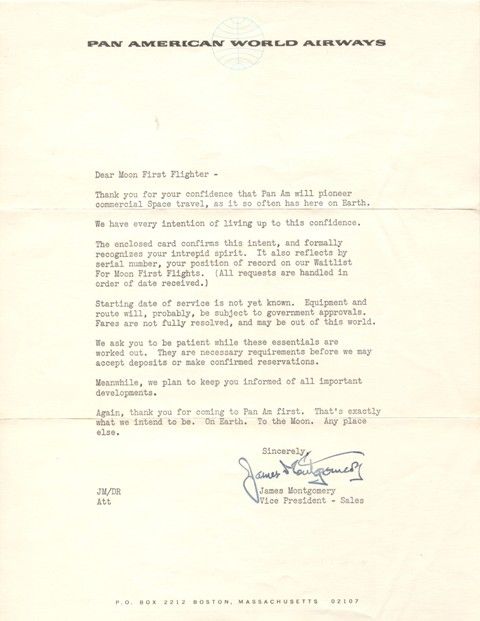 PAN AMERICAN WORLD AIRWAYS
Dear Moon First Flighter -
Thank you for your confidence that Pan Am will pioneer
commercial Space travel, as it so often has here on Earth.
We have every intention of living up to this confidence.
The enclosed card confirms this intent, and formally
recognizes your intrepid spirit. It also reflects by
serial number, your position of record on our Waitlist
For Moon First Flights. (All requests are handled in
order of date received.)
Starting date of service is not yet known. Equipment and
route will, probably, be subject to government approvals.
Fares are not fully resolved, and may be out of this world.
We ask you to be patient while these essentials are
worked out. They are necessary requirements before we may
accept deposits or make confirmed reservations.
Meanwhile, we plan to keep you informed of all important
developments.
Again, thank you for coming to Pan Am first. That's exactly
what we intend to be. On Earth. To the Moon. Any place
else.
Sincerely,
James Montgomery
James Montgomery
Vice President - Sales
JM/DR
Att
P.O. BOX 2212 BOSTON, MASSACHUSETTS 02107